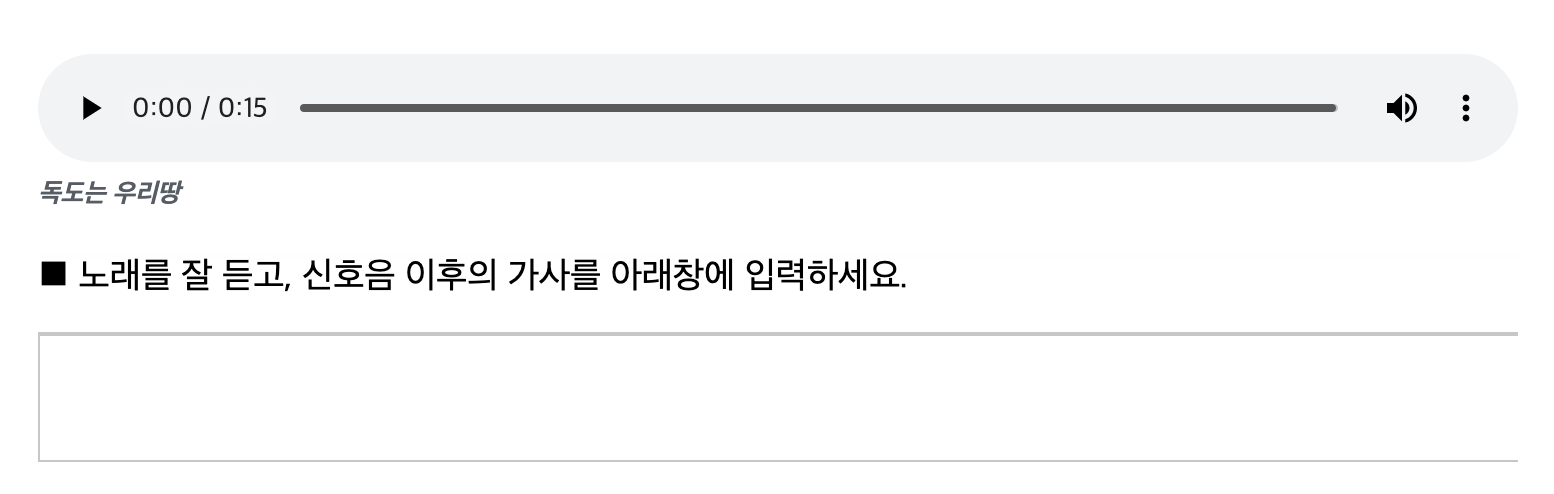 0:00 / 0:15
독도는 우리땅
■ 노래를 잘 듣고, 신호음 이후의 가사를 아래창에 입력하세요.